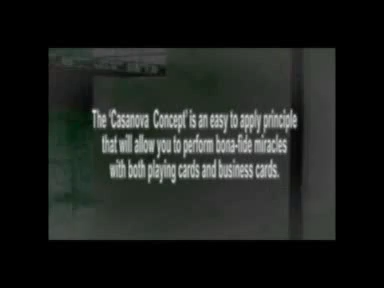 The 'Casanova Concept' is an easy to apply principle
that will allow you to perform bona-fide miracles
with both playing cards and business cards.